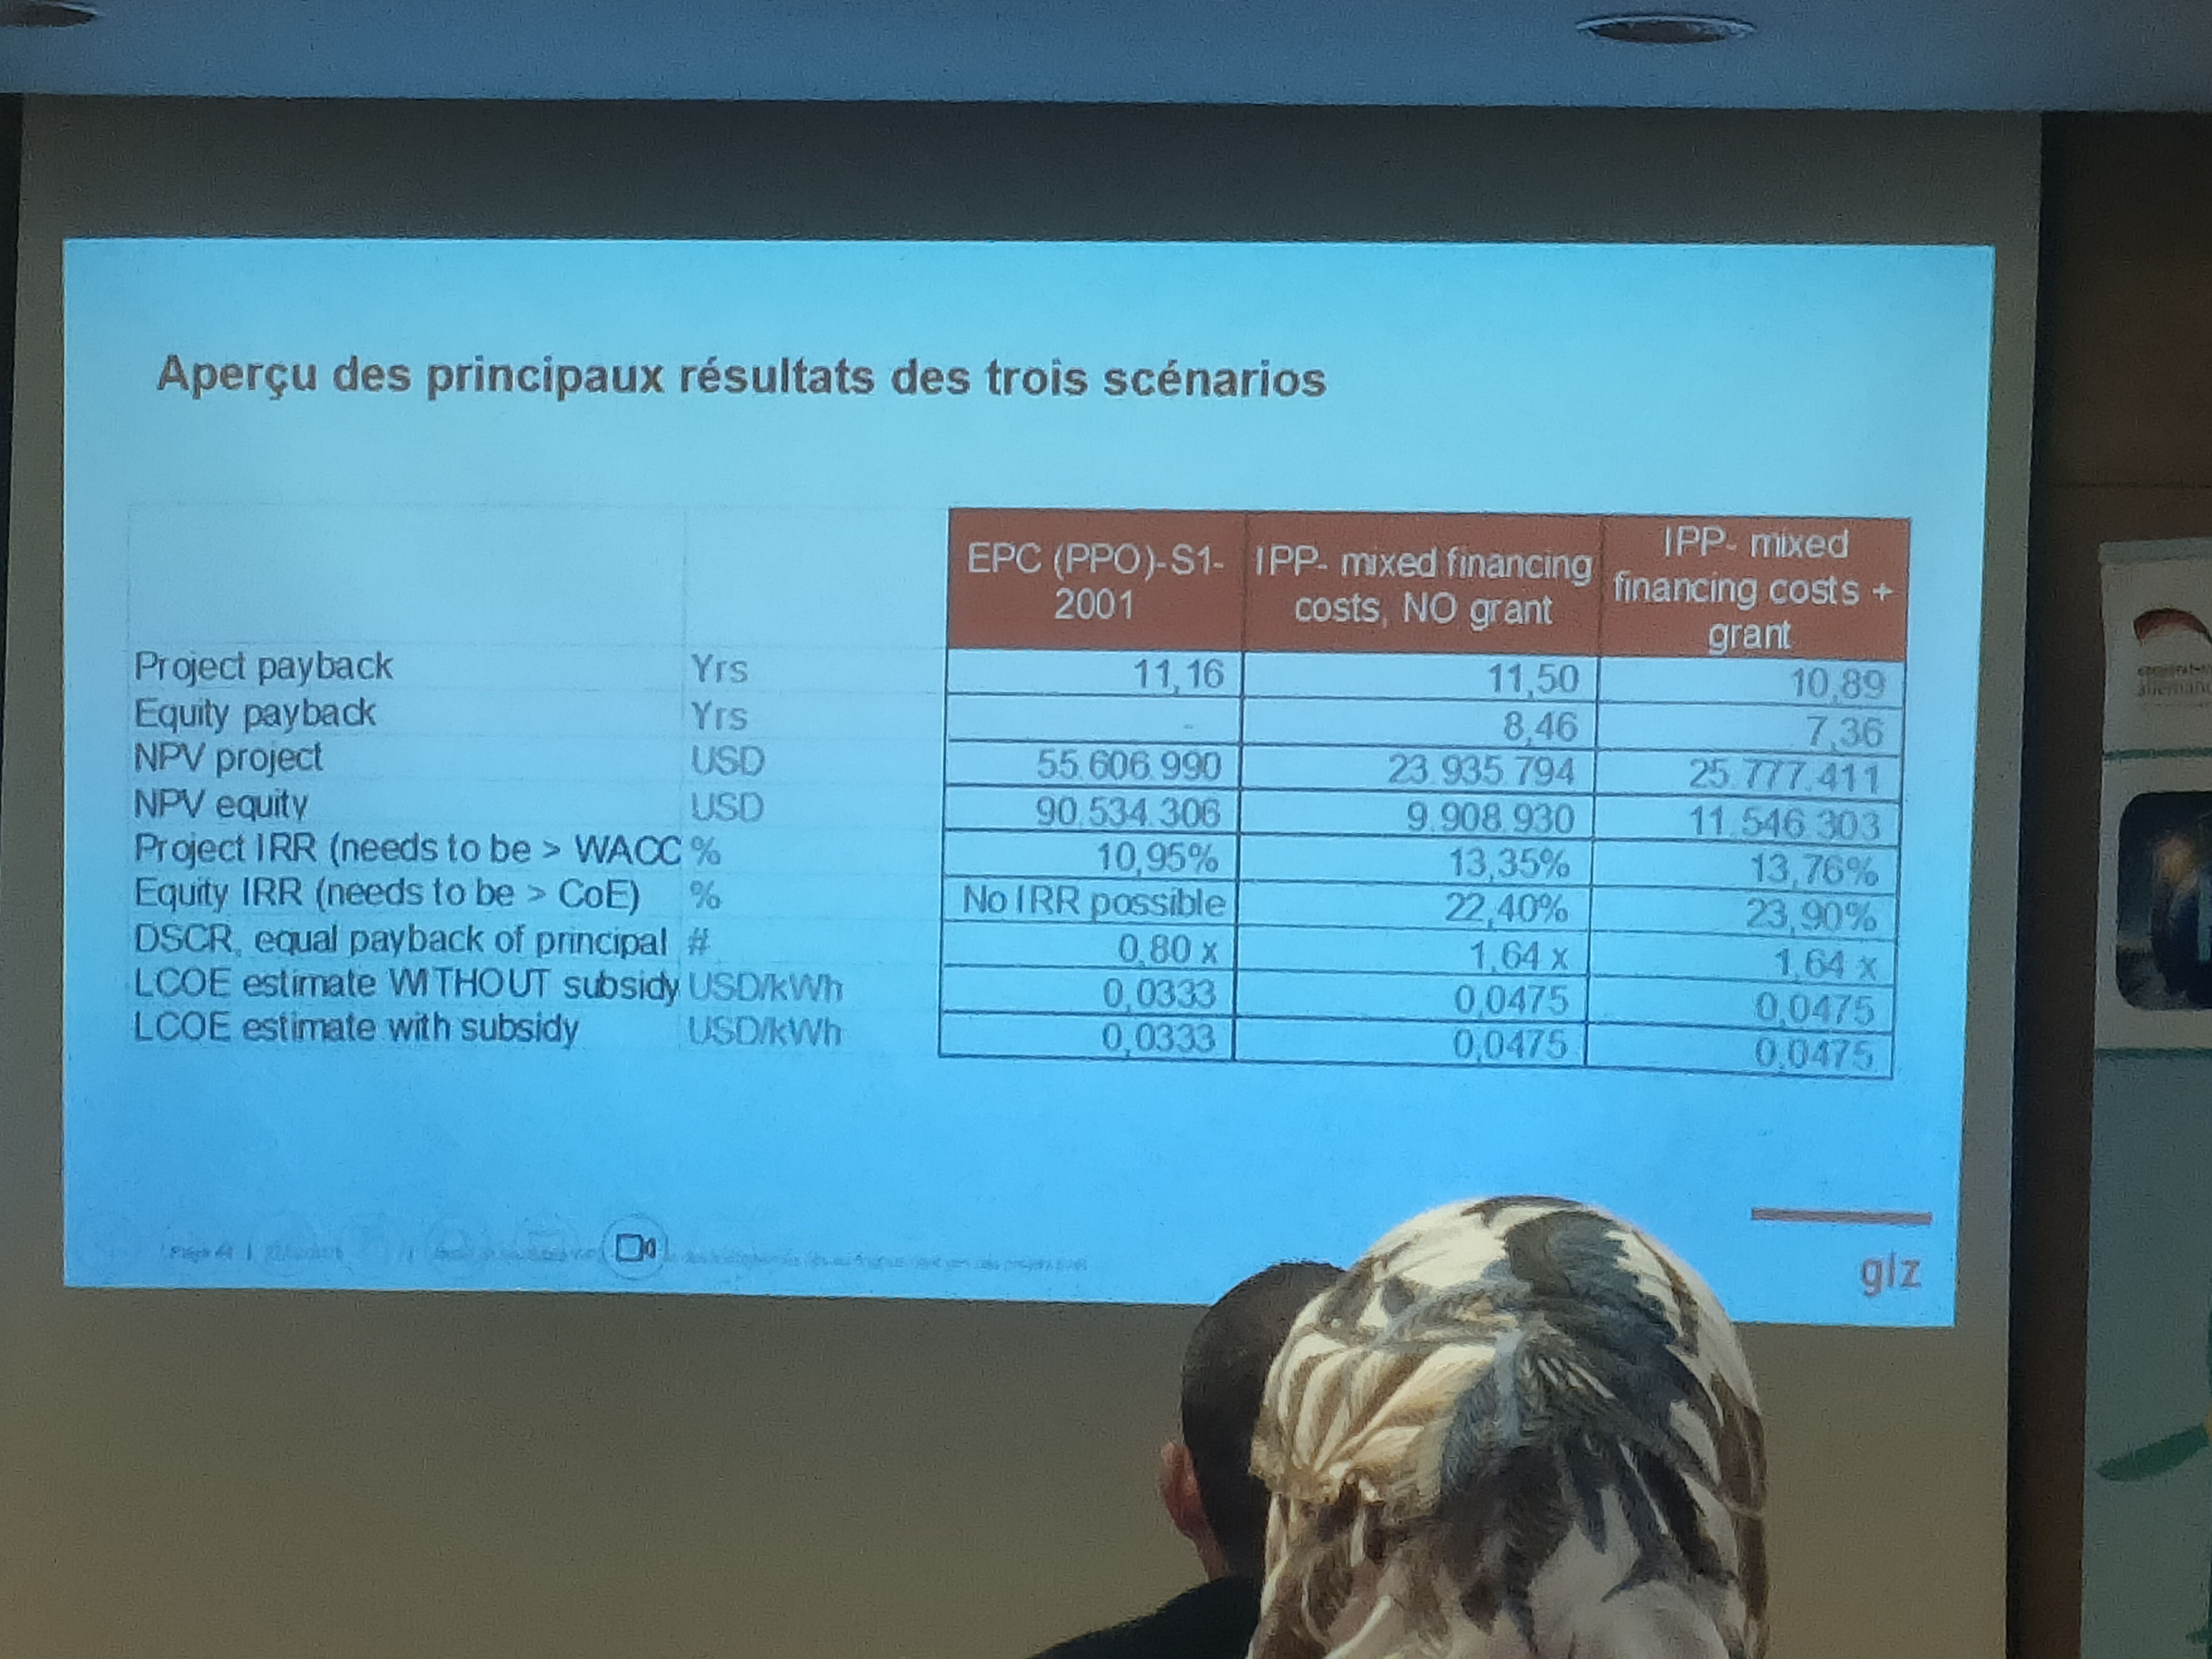 Aperçu des principaux résultats des trois scénarios
EPC (PPO)-S1-2001 IPP- mixed financing costs, NO grant IPP- mixed financing costs + grant
Project payback Yrs 11,16 11,50 10,89
Equity payback Yrs - 8,46 7,36
NPV project USD 55.606.990 23.935.794 25.777.411
NPV equity USD 90.534.306 9.908.930 11.546.303
Project IRR (needs to be > WACC % 10,95% 13,35% 13,76%
Equity IRR (needs to be > CoE) % No IRR possible 22,40% 23,90%
DSCR, equal payback of principal # 0,80 x 1,64 x 1,64 x
LCOE estimate WITHOUT subsidy USD/kWh 0,0333 0,0475 0,0475
LCOE estimate with subsidy USD/kWh 0,0333 0,0475 0,0475
giz
allemand